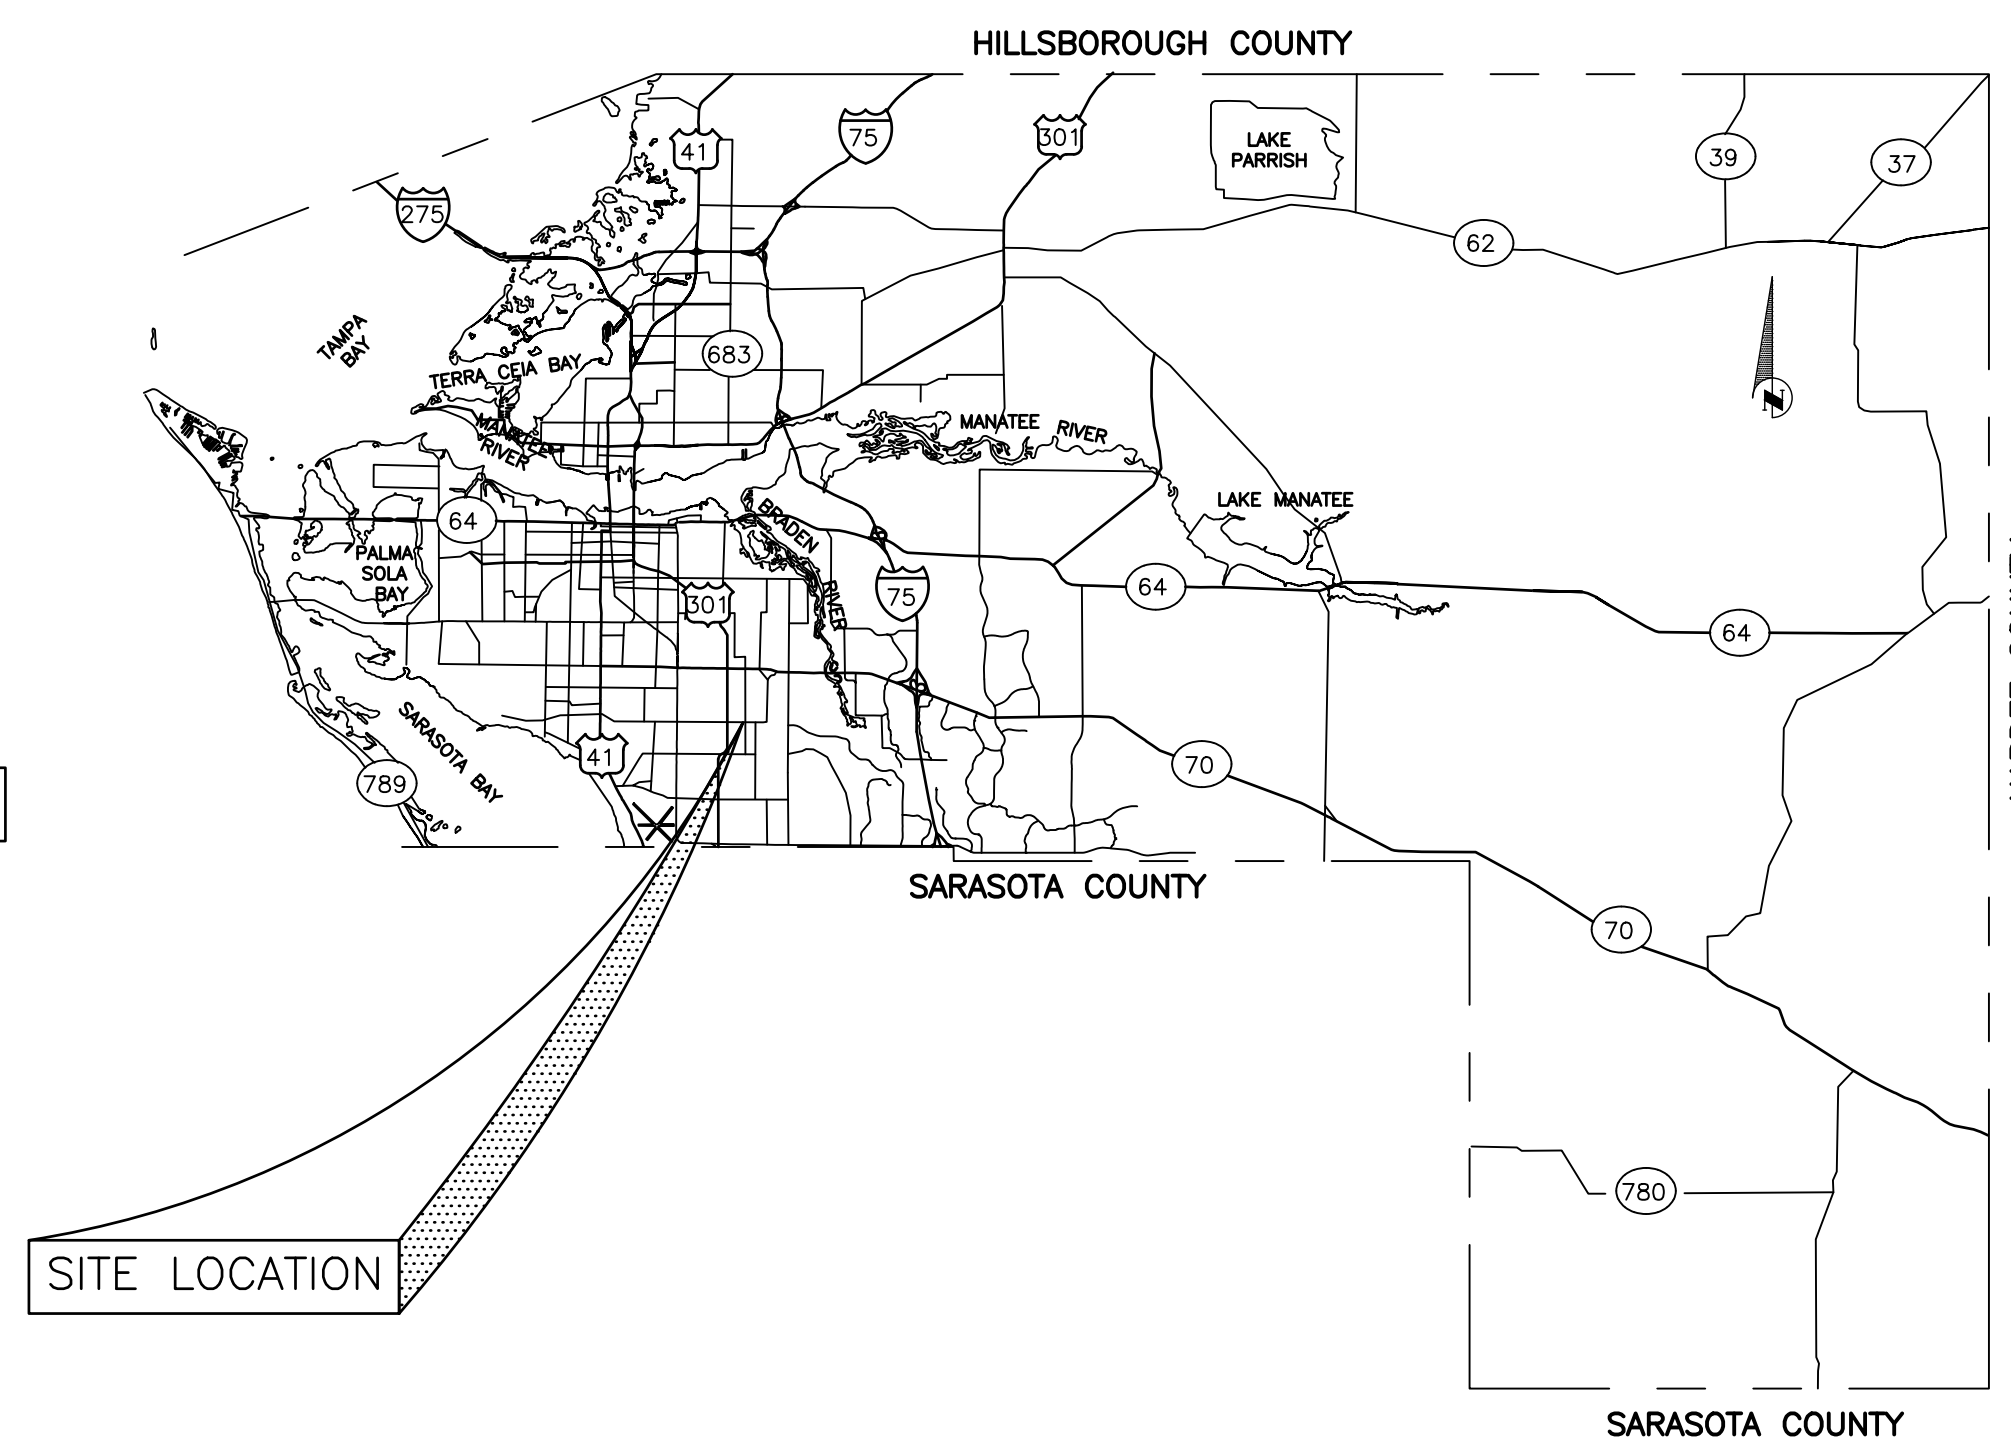 HILLSBOROUGH COUNTY
41
75
301
LAKE
PARRISH
39
37
275
62
TAMPA
BAY
683
TERRA CEIA BAY
MANATEE
RIVER
MANATEE RIVER
N
64
BRADEN
RIVER
LAKE MANATEE
PALMA
SOLA
BAY
301
75
64
64
SARASOTA BAY
789
41
70
SARASOTA COUNTY
70
780
SITE LOCATION
SARASOTA COUNTY